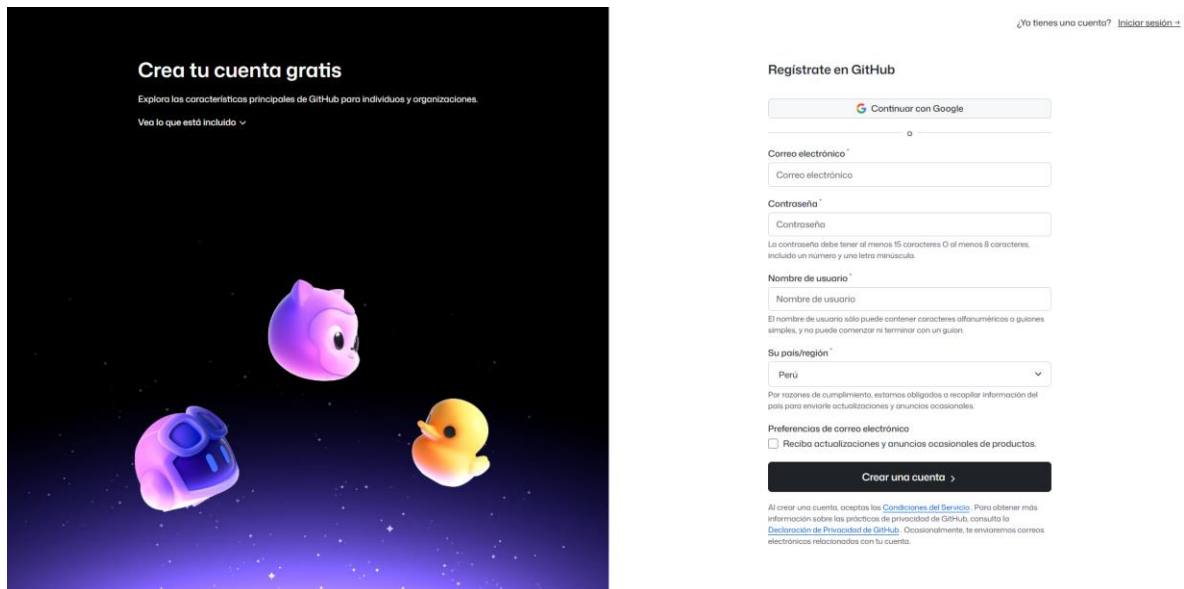 ¿Ya tienes una cuenta? Iniciar sesión →
Crea tu cuenta gratis
Explora las características principales de GitHub para individuos y organizaciones.
Vea lo que está incluido
Regístrate en GitHub
Continuar con Google
o
Correo electrónico *
Correo electrónico
Contraseña *
Contraseña
La contraseña debe tener al menos 15 caracteres O al menos 8 caracteres,
incluido un número y una letra minúscula.
Nombre de usuario *
Nombre de usuario
El nombre de usuario sólo puede contener caracteres alfanuméricos o guiones
simples, y no puede comenzar ni terminar con un guion.
Su país/región *
Perú
Por razones de cumplimiento, estamos obligados a recopilar información del
país para enviarle actualizaciones y anuncios ocasionales.
Preferencias de correo electrónico
Reciba actualizaciones y anuncios ocasionales de productos.
Crear una cuenta >
Al crear una cuenta, aceptas las Condiciones del Servicio . Para obtener más
información sobre las prácticas de privacidad de GitHub, consulta la
Declaración de Privacidad de GitHub . Ocasionalmente, te enviaremos correos
electrónicos relacionados con tu cuenta.